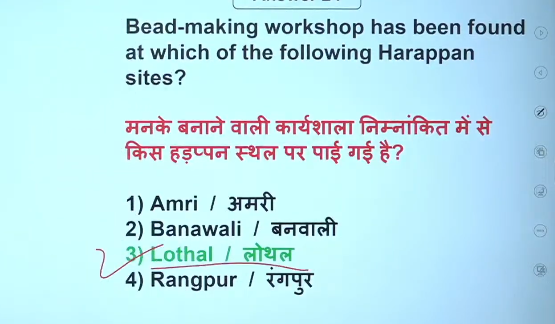 Bead-making workshop has been found
at which of the following Harappan
sites?
मनके बनाने वाली कार्यशाला निम्नांकित में से
किस हड़प्पन स्थल पर पाई गई है?
1) Amri / अमरी
2) Banawali / बनवाली
3) Lothal / लोथल
4) Rangpur / रंगपुर